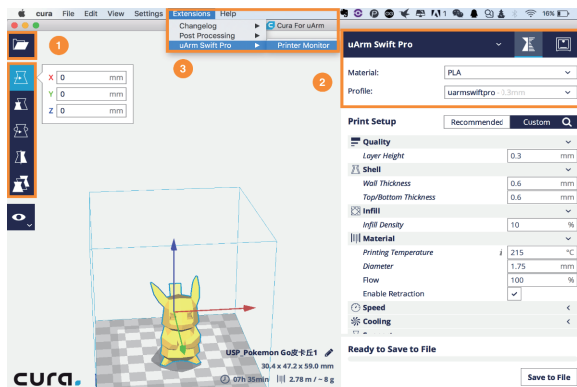 cura File Edit View Settings Extensions Help
1 16%
Changelog
Post Processing
uArm Swift Pro
Printer Monitor
Cura For uArm
1
2
3
X 0 mm
Y 0 mm
Z 0 mm
uArm Swift Pro
Material: PLA
Profile: uarmswiftpro - 0.3mm
Print Setup Recommended Custom
Quality
Layer Height 0.3 mm
Shell
Wall Thickness 0.6 mm
Top/Bottom Thickness 0.6 mm
Infill
Infill Density 10 %
Material
Printing Temperature i 215 °C
Diameter 1.75 mm
Flow 100 %
Enable Retraction
Speed
Cooling
USP_Pokemon Go皮卡丘1
30.4 x 47.2 x 59.0 mm
07h 35min 2.78 m / ~ 8 g
cura.
Ready to Save to File
Save to File